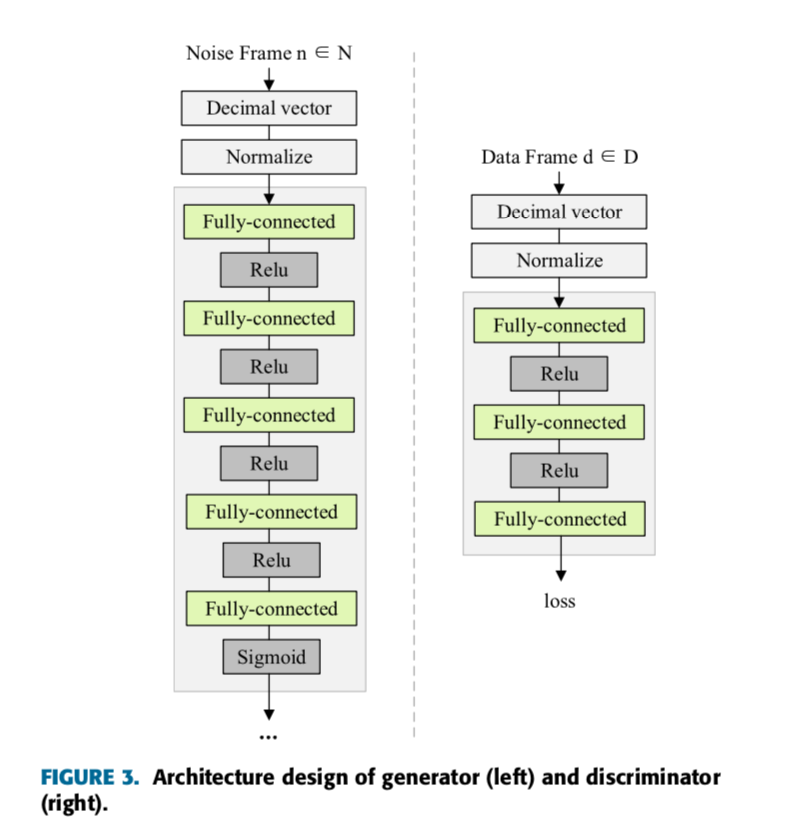 Noise Frame n ∈ N
Decimal vector
Normalize
Fully-connected
Relu
Fully-connected
Relu
Fully-connected
Relu
Fully-connected
Relu
Fully-connected
Sigmoid
...
Data Frame d ∈ D
Decimal vector
Normalize
Fully-connected
Relu
Fully-connected
Relu
Fully-connected
loss
FIGURE 3. Architecture design of generator (left) and discriminator
(right).